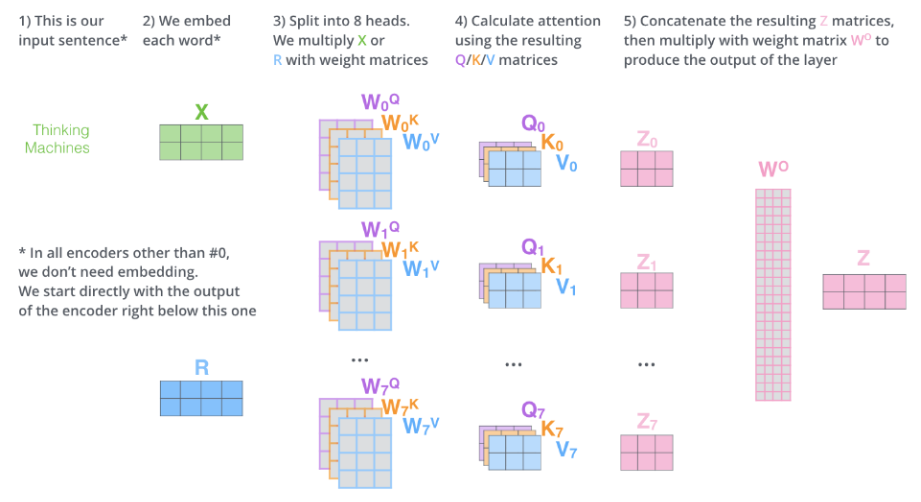 1) This is our
input sentence*
2) We embed
each word*
3) Split into 8 heads.
We multiply X or
R with weight matrices
4) Calculate attention
using the resulting
Q/K/V matrices
5) Concatenate the resulting Z matrices,
then multiply with weight matrix Wᴼ to
produce the output of the layer
Thinking
Machines
X
W₀Q
W₀K
W₀V
Q₀
K₀
V₀
Z₀
Wᴼ
* In all encoders other than #0,
we don’t need embedding.
We start directly with the output
of the encoder right below this one
W₁Q
W₁K
W₁V
Q₁
K₁
V₁
Z₁
Z
...
...
...
R
W₇Q
W₇K
W₇V
Q₇
K₇
V₇
Z₇